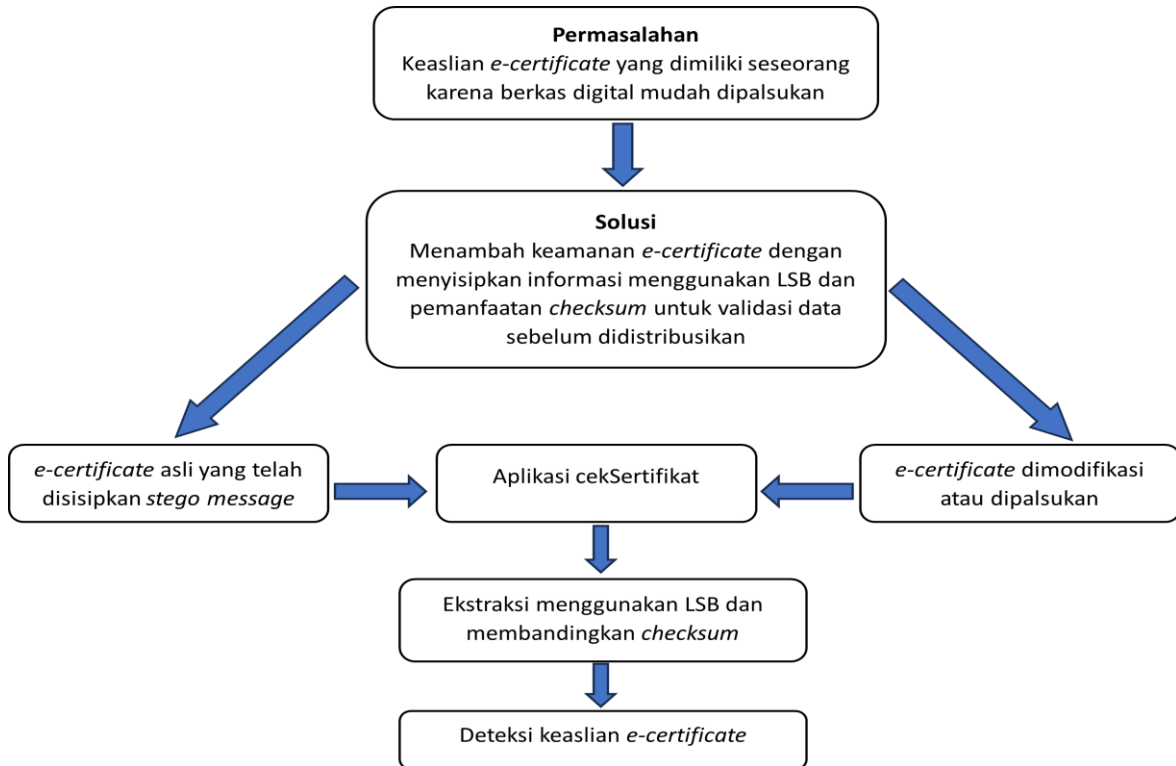 Permasalahan
Keaslian e-certificate yang dimiliki seseorang
karena berkas digital mudah dipalsukan
Solusi
Menambah keamanan e-certificate dengan
menyisipkan informasi menggunakan LSB dan
pemanfaatan checksum untuk validasi data
sebelum didistribusikan
e-certificate asli yang telah
disisipkan stego message
Aplikasi cekSertifikat
e-certificate dimodifikasi
atau dipalsukan
Ekstraksi menggunakan LSB dan
membandingkan checksum
Deteksi keaslian e-certificate